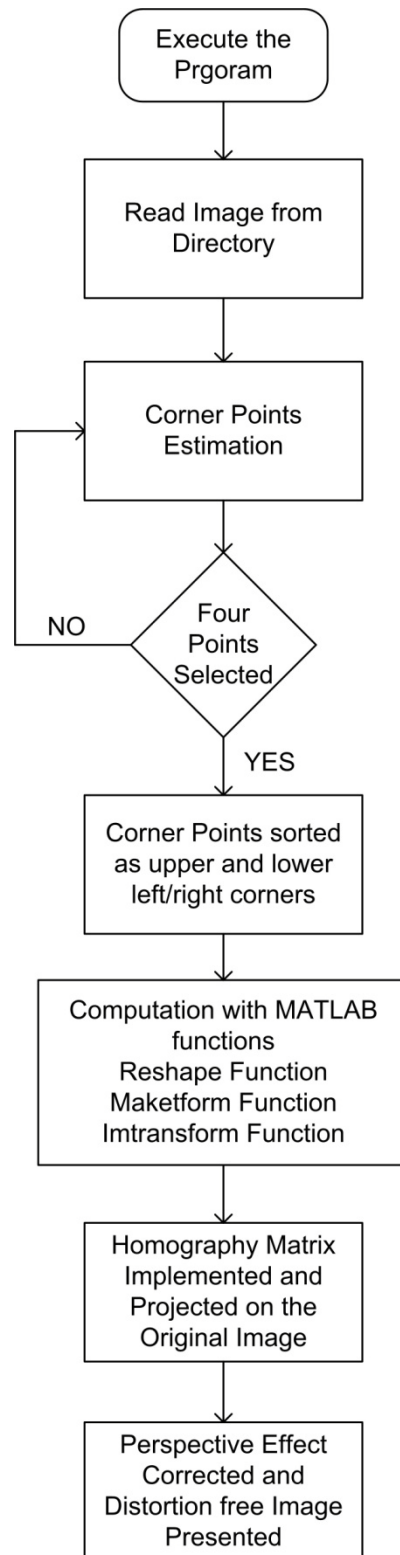 Execute the
Prgoram
Read Image from
Directory
Corner Points
Estimation
Four
Points
Selected
NO
YES
Corner Points sorted
as upper and lower
left/right corners
Computation with MATLAB
functions
Reshape Function
Maketform Function
Imtransform Function
Homography Matrix
Implemented and
Projected on the
Original Image
Perspective Effect
Corrected and
Distortion free Image
Presented